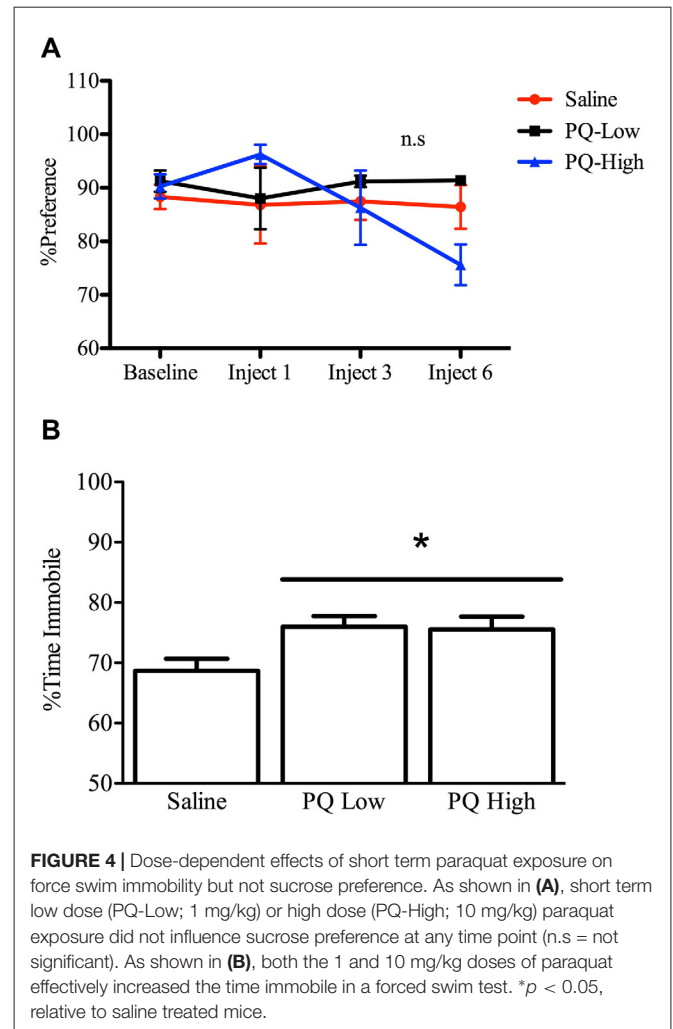 A
110
100
90
80
70
60
%Preference
n.s
Saline
PQ-Low
PQ-High
Baseline Inject 1 Inject 3 Inject 6
B
100
90
80
70
60
50
%Time Immobile
*
Saline PQ Low PQ High
FIGURE 4 | Dose-dependent effects of short term paraquat exposure on
force swim immobility but not sucrose preference. As shown in (A), short term
low dose (PQ-Low; 1 mg/kg) or high dose (PQ-High; 10 mg/kg) paraquat
exposure did not influence sucrose preference at any time point (n.s = not
significant). As shown in (B), both the 1 and 10 mg/kg doses of paraquat
effectively increased the time immobile in a forced swim test. *p < 0.05,
relative to saline treated mice.